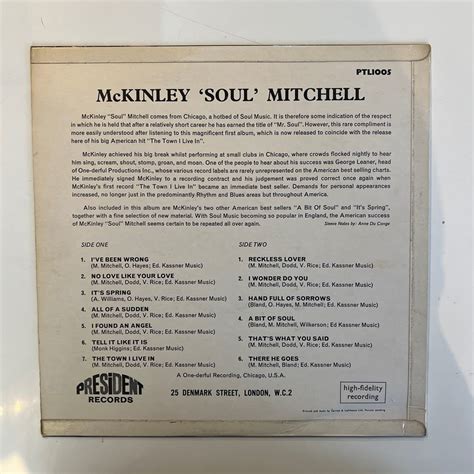 PTL1005
McKINLEY 'SOUL' MITCHELL
McKinley "Soul" Mitchell comes from Chicago, a hotbed of Soul Music. It is therefore some indication of the respect
in which he is held that after a relatively short career he has earned the title of "Mr. Soul". However, this rare compliment
is more easily understood after listening to this magnificent first album, which is now released to coincide with the release
here of his big American hit "The Town I Live In".
McKinley achieved his big break whilst performing at small clubs in Chicago, where crowds flocked nightly to hear
him sing, scream, shout, stomp, groan, and moan. One of the people to hear about his success was George Leaner, head
of One-derful Productions Inc., whose various record labels are rarely unrepresented on the American best selling charts.
He immediately signed McKinley to a recording contract and his judgement was proved correct once again when
McKinley's first record "The Town I Live In" became an immediate best seller. Demands for personal appearances
increased, no longer just in the predominantly Rhythm and Blues areas but throughout America.
Also included in this album are McKinley's two other American best sellers "A Bit Of Soul" and "It's Spring",
together with a fine selection of new material. With Soul Music becoming so popular in England, the American success
of McKinley "Soul" Mitchell seems certain to be repeated all over again.
Sleeve Notes by: Anne Da Conge
SIDE ONE
1. I'VE BEEN WRONG
(M. Mitchell, O. Hayes; Ed. Kassner Music)
2. NO LOVE LIKE YOUR LOVE
(M. Mitchell, Dodd, V. Rice; Ed. Kassner Music)
3. IT'S SPRING
(A. Williams, O. Hayes, V. Rice; Ed. Kassner Music)
4. ALL OF A SUDDEN
(M. Mitchell, Dodd, V. Rice; Ed. Kassner Music)
5. I FOUND AN ANGEL
(Mitchell, Dodd, V. Rice; Ed. Kassner Music)
6. TELL IT LIKE IT IS
(Monk Higgins; Ed. Kassner Music)
7. THE TOWN I LIVE IN
(M. Mitchell, Dodd, V. Rice; Ed. Kassner Music)
SIDE TWO
1. RECKLESS LOVER
(M. Mitchell, Dodd, V. Rice; Ed. Kassner Music)
2. I WONDER DO YOU
(M. Mitchell, Dodd, V. Rice; Ed. Kassner Music)
3. HAND FULL OF SORROWS
(Bland, O. Hayes, M. Mitchell; Ed. Kassner Music)
4. A BIT OF SOUL
(Bland, M. Mitchell, Wilkerson; Ed. Kassner Music)
5. THAT'S WHAT YOU SAID
(M. Mitchell, Dodd, V. Rice; Ed. Kassner Music)
6. THERE HE GOES
(Bland, M. Mitchell; Ed. Kassner Music)
A One-derful Recording, Chicago, U.S.A.
PRESIDENT
RECORDS
25 DENMARK STREET, LONDON, W.C.2
high-fidelity
recording